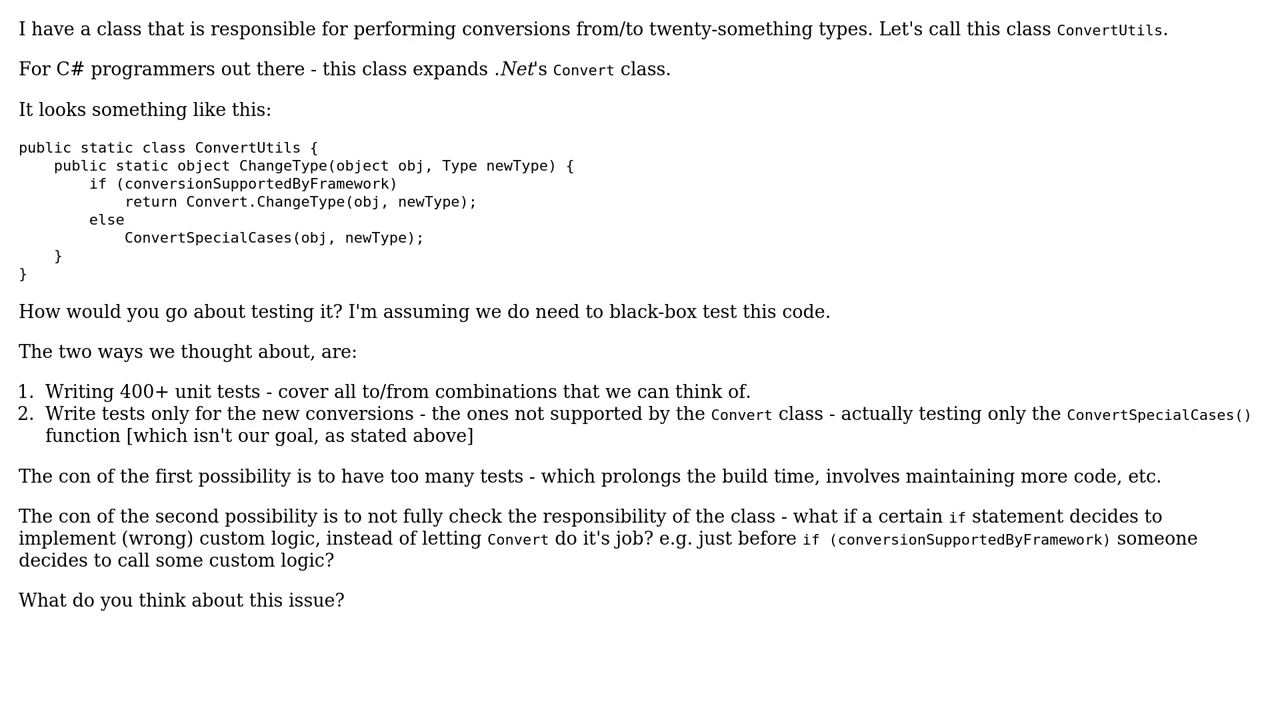 I have a class that is responsible for performing conversions from/to twenty-something types. Let's call this class ConvertUtils.
For C# programmers out there - this class expands .Net's Convert class.
It looks something like this:
public static class ConvertUtils {
    public static object ChangeType(object obj, Type newType) {
        if (conversionSupportedByFramework)
            return Convert.ChangeType(obj, newType);
        else
            ConvertSpecialCases(obj, newType);
    }
}
How would you go about testing it? I'm assuming we do need to black-box test this code.
The two ways we thought about, are:
1. Writing 400+ unit tests - cover all to/from combinations that we can think of.
2. Write tests only for the new conversions - the ones not supported by the Convert class - actually testing only the ConvertSpecialCases()
function [which isn't our goal, as stated above]
The con of the first possibility is to have too many tests - which prolongs the build time, involves maintaining more code, etc.
The con of the second possibility is to not fully check the responsibility of the class - what if a certain if statement decides to
implement (wrong) custom logic, instead of letting Convert do it's job? e.g. just before if (conversionSupportedByFramework) someone
decides to call some custom logic?
What do you think about this issue?